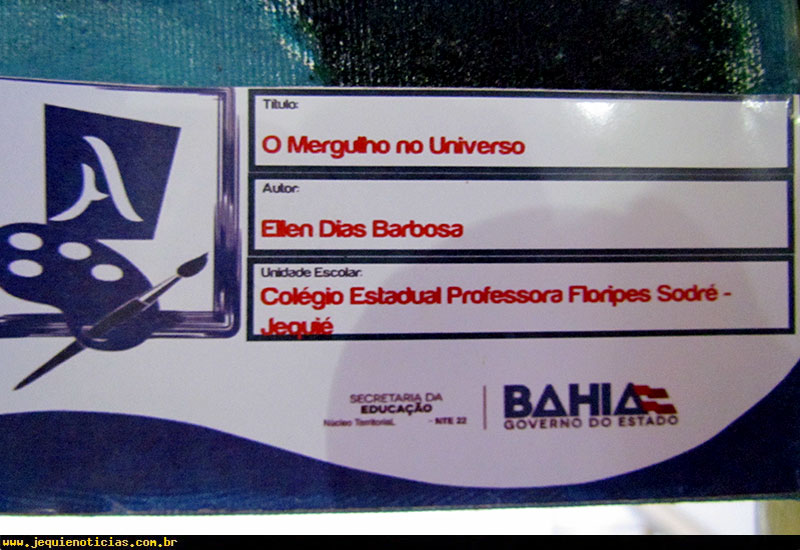 Título:
O Mergulho no Universo
Autor:
Ellen Dias Barbosa
Unidade Escolar:
Colégio Estadual Professora Floripes Sodré -
Jequié
SECRETARIA DA
EDUCAÇÃO
Núcleo Territorial. - NTE 22
BAHIA
GOVERNO DO ESTADO
www.jequienoticias.com.br